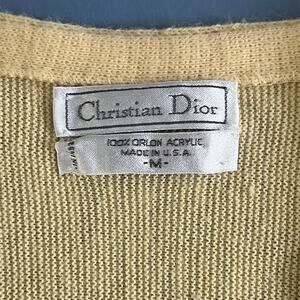 Christian Dior
100% ORLON ACRYLIC
MADE IN U.S.A.
-M-